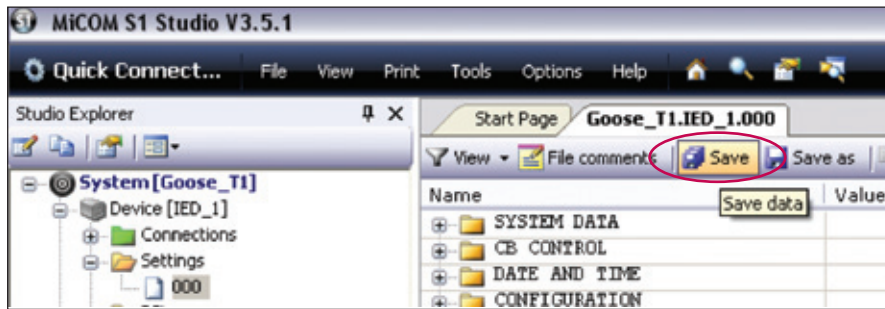 MiCOM S1 Studio V3.5.1
Quick Connect... File View Print Tools Options Help
Studio Explorer
Start Page Goose_T1.IED_1.000
View File comments Save Save as
System [Goose_T1]
Name Value
Save data
Device [IED_1]
SYSTEM DATA
Connections
CB CONTROL
Settings
DATE AND TIME
000
CONFIGURATION